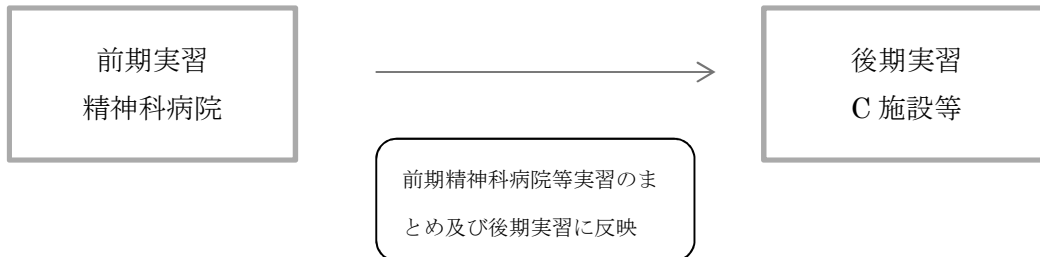 前期実習
精神科病院
後期実習
C 施設等
前期精神科病院等実習のま
とめ及び後期実習に反映